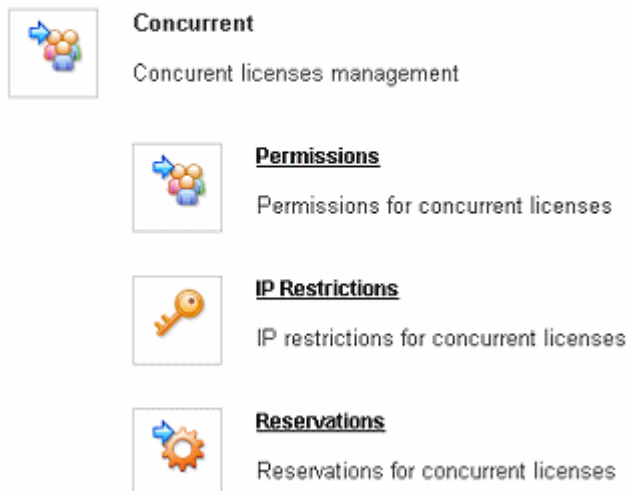 Concurrent
Concurent licenses management
Permissions
Permissions for concurrent licenses
IP Restrictions
IP restrictions for concurrent licenses
Reservations
Reservations for concurrent licenses